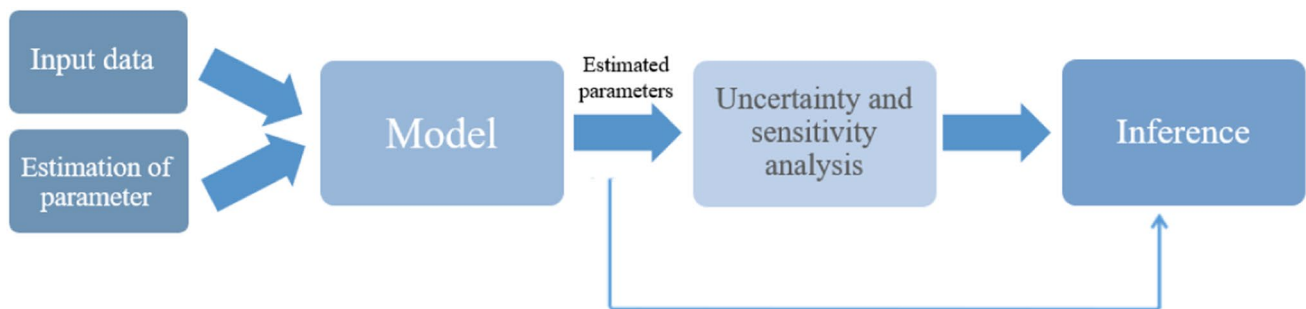 Input data
Estimation of
parameter
Model
Estimated
parameters
Uncertainty and
sensitivity
analysis
Inference